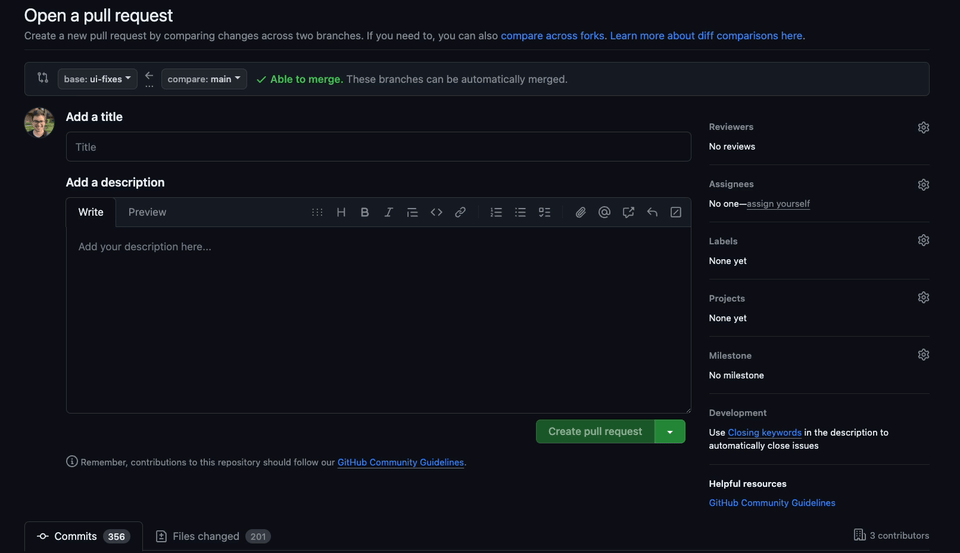 Open a pull request
Create a new pull request by comparing changes across two branches. If you need to, you can also compare across forks. Learn more about diff comparisons here.
base: ui-fixes
compare: main
Able to merge. These branches can be automatically merged.
Add a title
Title
Add a description
Write
Preview
H
B
I
Add your description here...
Create pull request
Remember, contributions to this repository should follow our GitHub Community Guidelines.
Reviewers
No reviews
Assignees
No one—assign yourself
Labels
None yet
Projects
None yet
Milestone
No milestone
Development
Use Closing keywords in the description to
automatically close issues
Helpful resources
GitHub Community Guidelines
Commits 356
Files changed 201
3 contributors